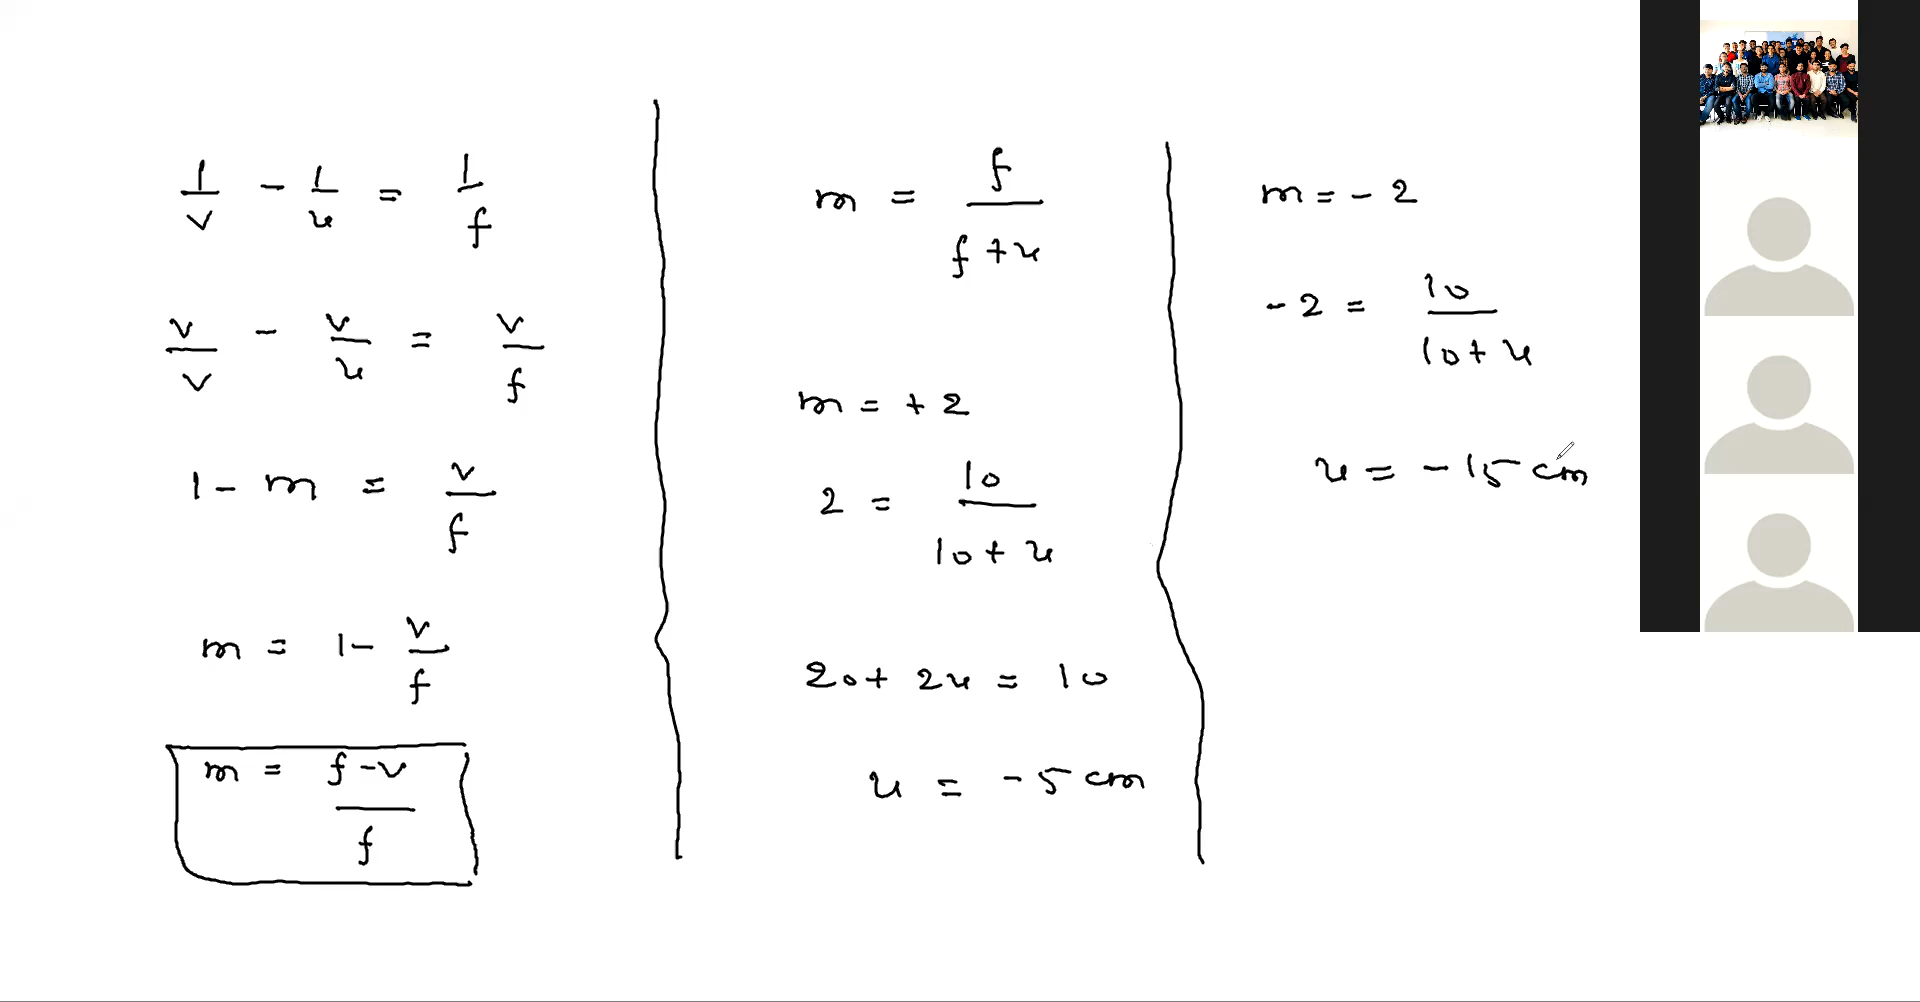 1/v - 1/u = 1/f
v/v - v/u = v/f
1 - m = v/f
m = 1 - v/f
m = f-v/f
m = f/f+u
m = +2
2 = 10/10+u
20+ 2u = 10
u = -5 cm
m = -2
-2 = 10/10+u
u = -15 cm